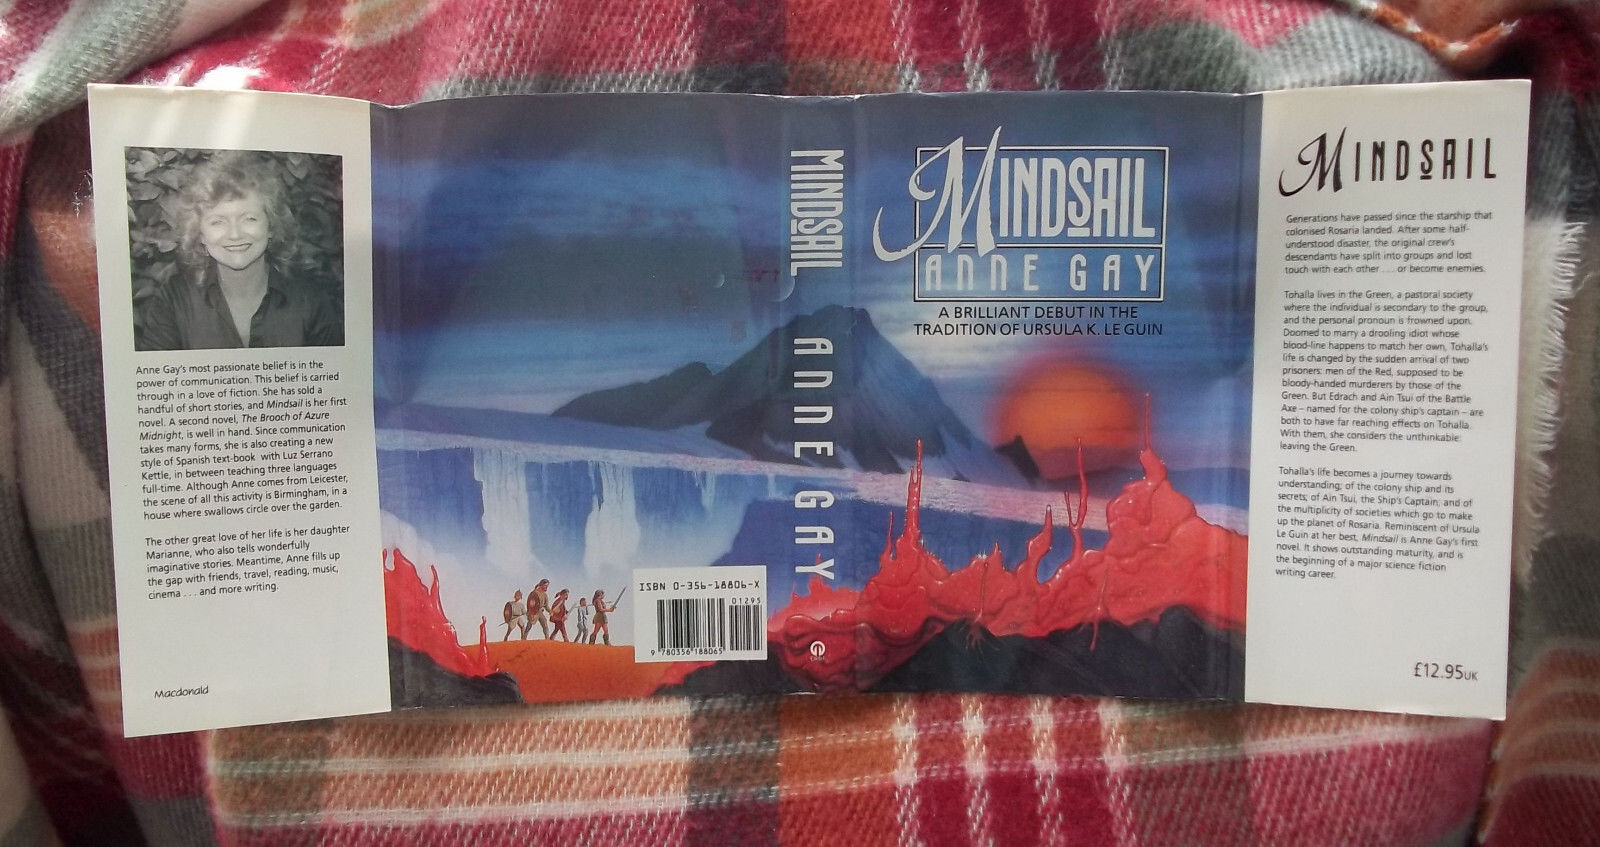 Anne Gay's most passionate belief is in the
power of communication. This belief is carried
through in a love of fiction. She has sold a
handful of short stories, and Mindsail is her first
novel. A second novel, The Brooch of Azure
Midnight, is well in hand. Since communication
takes many forms, she is also creating a new
style of Spanish text-book with Luz Serrano
Kettle, in between teaching three languages
full-time. Although Anne comes from Leicester,
the scene of all this activity is Birmingham, in a
house where swallows circle over the garden.
The other great love of her life is her daughter
Marianne, who also tells wonderfully
imaginative stories. Meantime, Anne fills up
the gap with friends, travel, reading, music,
cinema . . . and more writing.
Macdonald
ISBN 0-356-18806-X
01295
9 780356 188065
MINDSAIL ANNE GAY
MINDSAIL
ANNE GAY
A BRILLIANT DEBUT IN THE
TRADITION OF URSULA K. LE GUIN
MINDSAIL
Generations have passed since the starship that
colonised Rosaria landed. After some half-
understood disaster, the original crew's
descendants have split into groups and lost
touch with each other . . . or become enemies.
Tohalla lives in the Green, a pastoral society
where the individual is secondary to the group,
and the personal pronoun is frowned upon.
Doomed to marry a drooling idiot whose
blood-line happens to match her own, Tohalla's
life is changed by the sudden arrival of two
prisoners: men of the Red, supposed to be
bloody-handed murderers by those of the
Green. But Edrach and Ain Tsui of the Battle
Axe – named for the colony ship's captain – are
both to have far reaching effects on Tohalla.
With them, she considers the unthinkable:
leaving the Green.
Tohalla's life becomes a journey towards
understanding; of the colony ship and its
secrets; of Ain Tsui, the Ship's Captain; and of
the multiplicity of societies which go to make
up the planet of Rosaria. Reminiscent of Ursula
Le Guin at her best, Mindsail is Anne Gay's first
novel. It shows outstanding maturity, and is
the beginning of a major science fiction
writing career.
£12.95UK